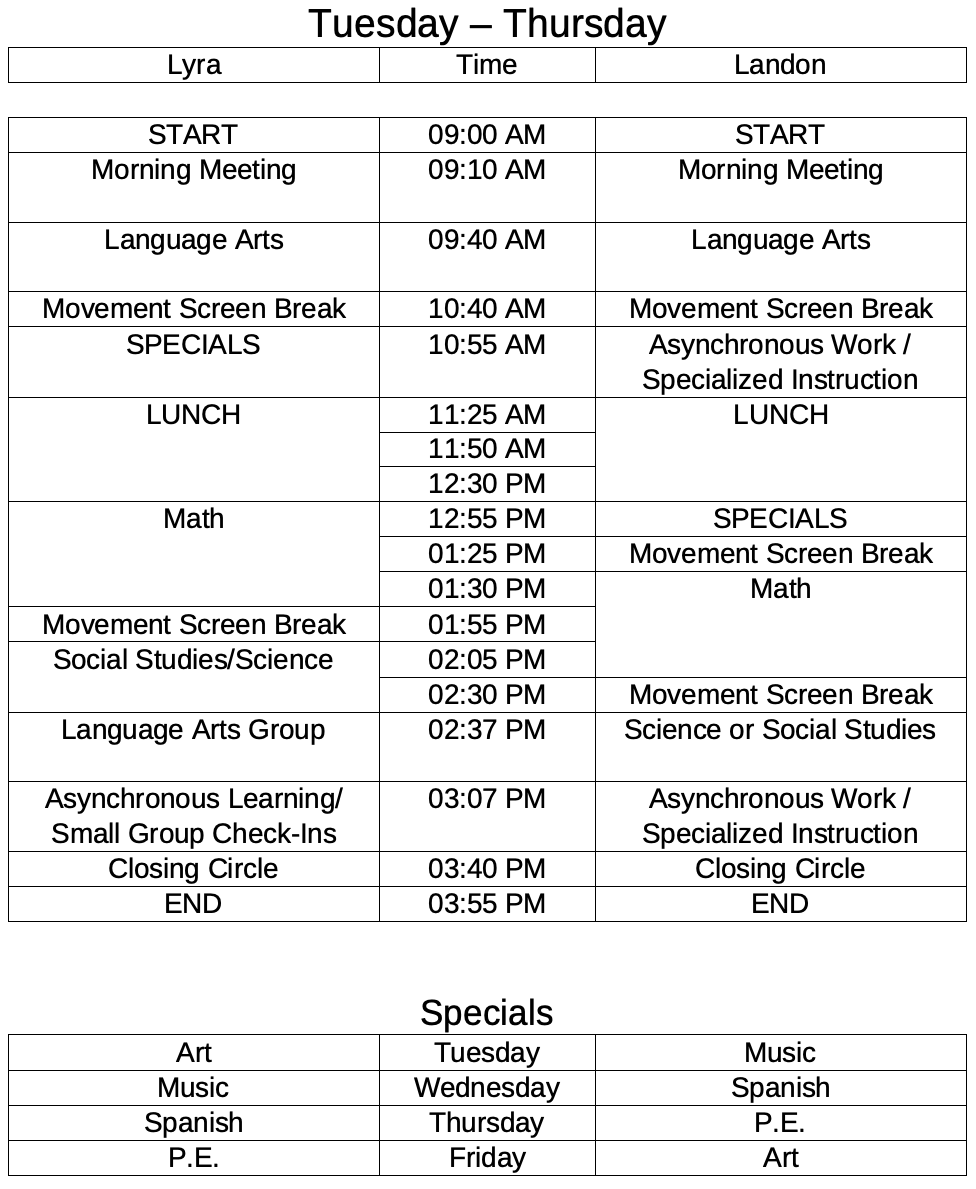 Tuesday – Thursday
Lyra Time Landon
START 09:00 AM START
Morning Meeting 09:10 AM Morning Meeting
Language Arts 09:40 AM Language Arts
Movement Screen Break 10:40 AM Movement Screen Break
SPECIALS 10:55 AM Asynchronous Work /
Specialized Instruction
LUNCH 11:25 AM LUNCH
11:50 AM
12:30 PM
Math 12:55 PM SPECIALS
01:25 PM Movement Screen Break
01:30 PM Math
Movement Screen Break 01:55 PM
Social Studies/Science 02:05 PM
02:30 PM Movement Screen Break
Language Arts Group 02:37 PM Science or Social Studies
Asynchronous Learning/ 03:07 PM Asynchronous Work /
Small Group Check-Ins Specialized Instruction
Closing Circle 03:40 PM Closing Circle
END 03:55 PM END
Specials
Art Tuesday Music
Music Wednesday Spanish
Spanish Thursday P.E.
P.E. Friday Art